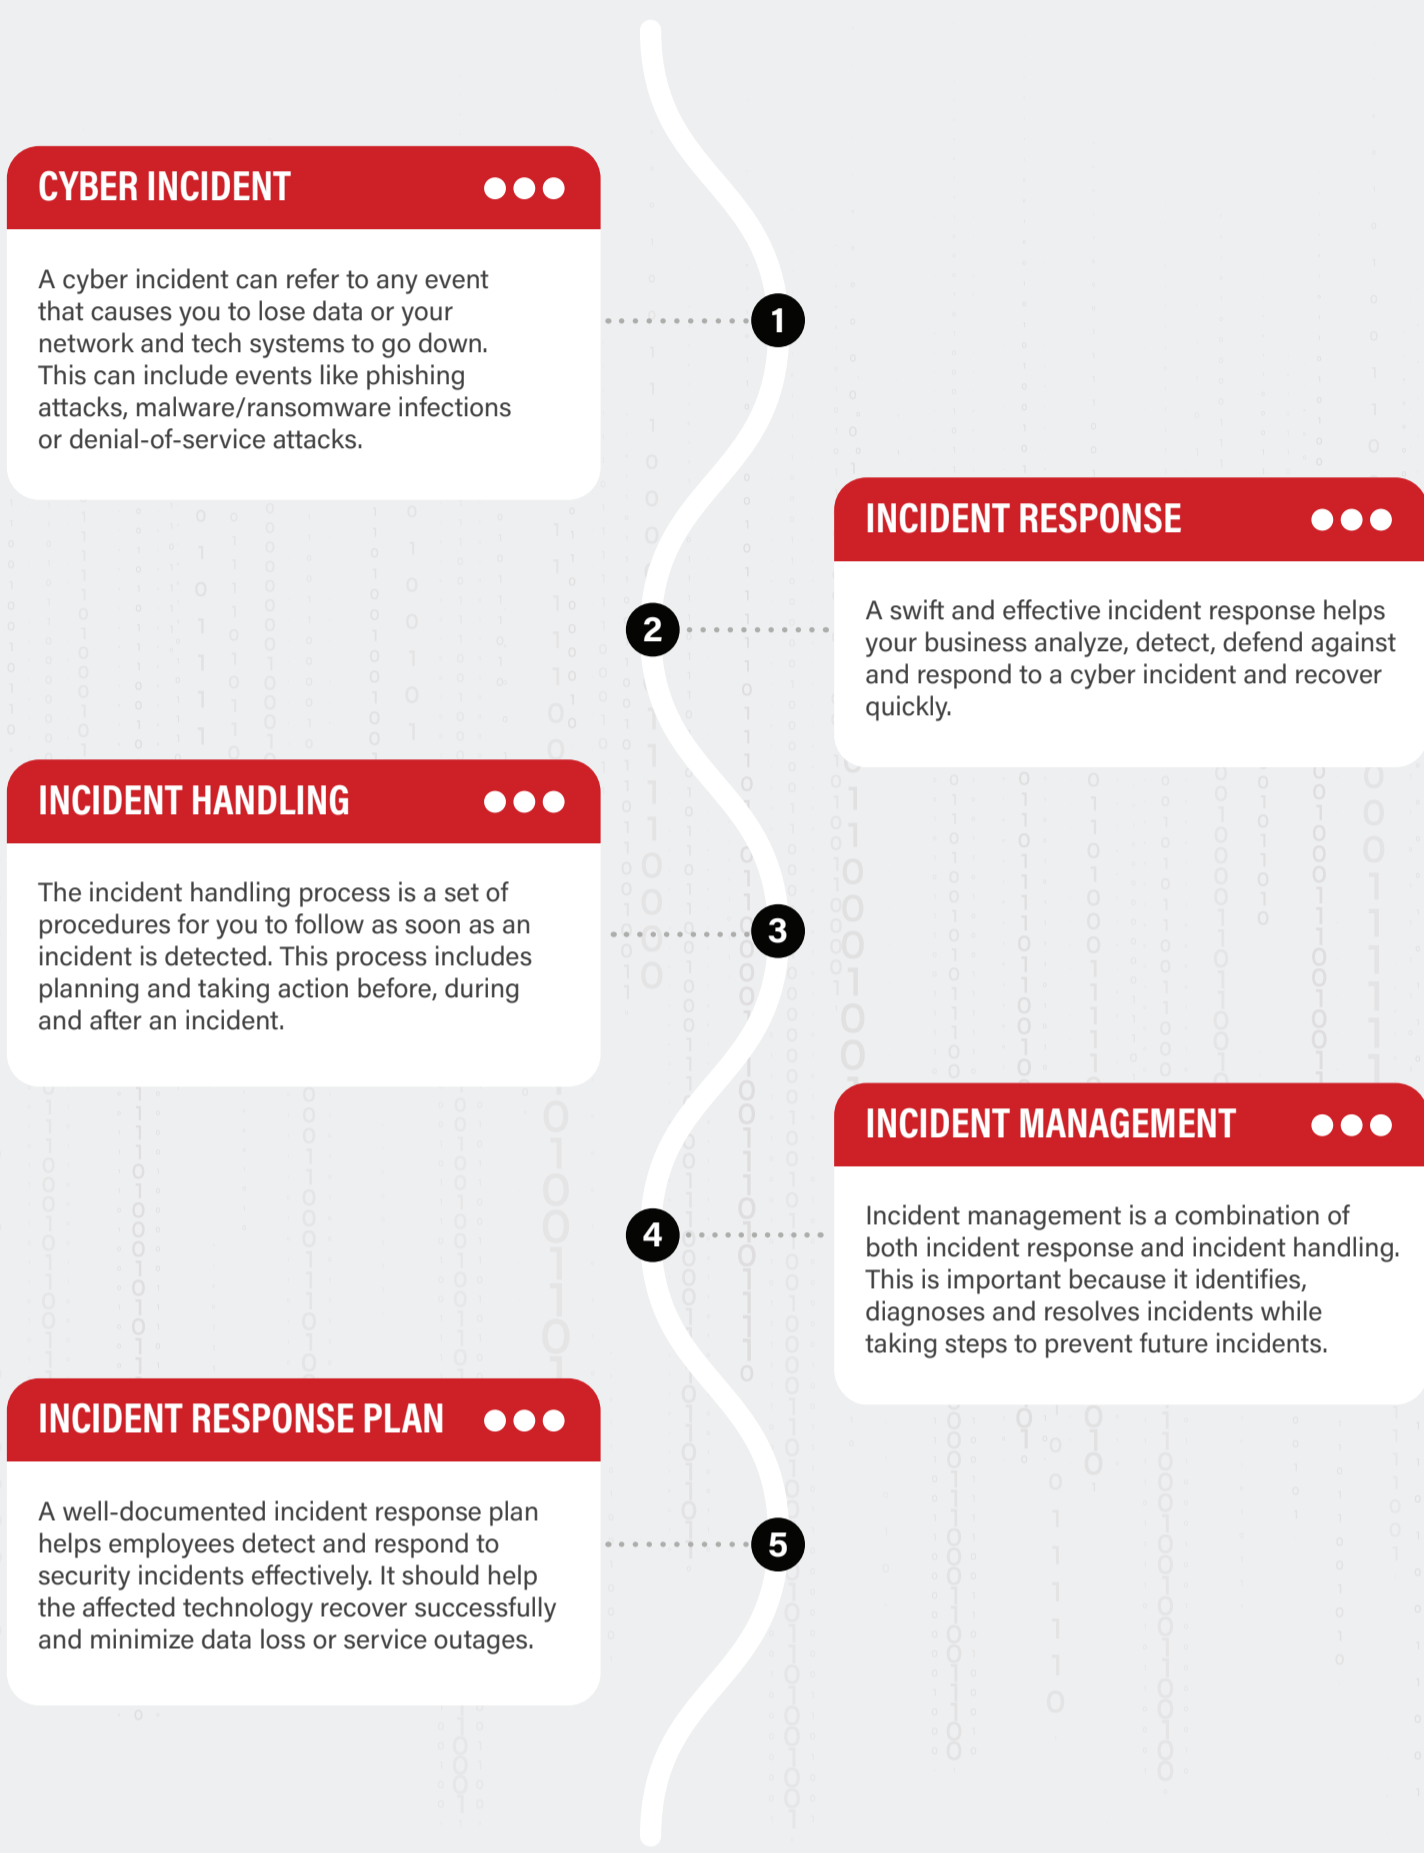 CYBER INCIDENT
A cyber incident can refer to any event
that causes you to lose data or your
network and tech systems to go down.
This can include events like phishing
attacks, malware/ransomware infections
or denial-of-service attacks.
1
INCIDENT RESPONSE
A swift and effective incident response helps
your business analyze, detect, defend against
and respond to a cyber incident and recover
quickly.
2
INCIDENT HANDLING
The incident handling process is a set of
procedures for you to follow as soon as an
incident is detected. This process includes
planning and taking action before, during
and after an incident.
3
INCIDENT MANAGEMENT
Incident management is a combination of
both incident response and incident handling.
This is important because it identifies,
diagnoses and resolves incidents while
taking steps to prevent future incidents.
4
INCIDENT RESPONSE PLAN
A well-documented incident response plan
helps employees detect and respond to
security incidents effectively. It should help
the affected technology recover successfully
and minimize data loss or service outages.
5